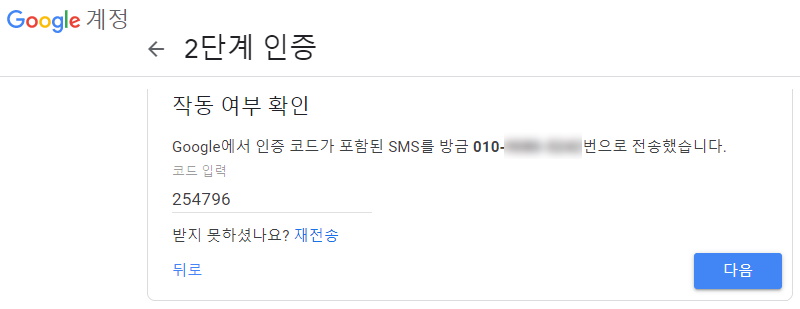 Google 계정
2단계 인증
작동 여부 확인
Google에서 인증 코드가 포함된 SMS를 방금 010- 번으로 전송했습니다.
코드 입력
254796
받지 못하셨나요? 재전송
뒤로
다음